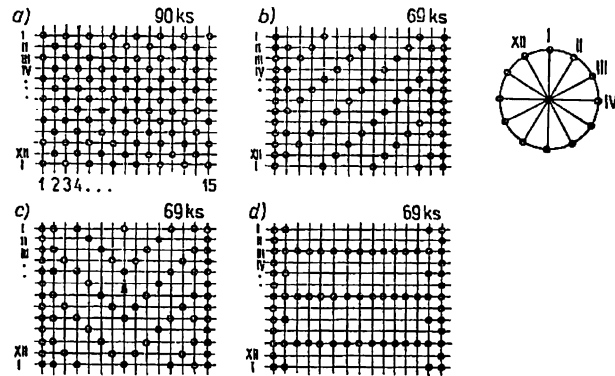 a) 90 ks
I
II
III
IV
XII
I
1 2 3 4 . . . 15
b) 69 ks
I
II
III
IV
XII
I
XII I II III IV
c) 69 ks
I
II
III
XII
I
A
d) 69 ks
I
II
III
IV
XII
I